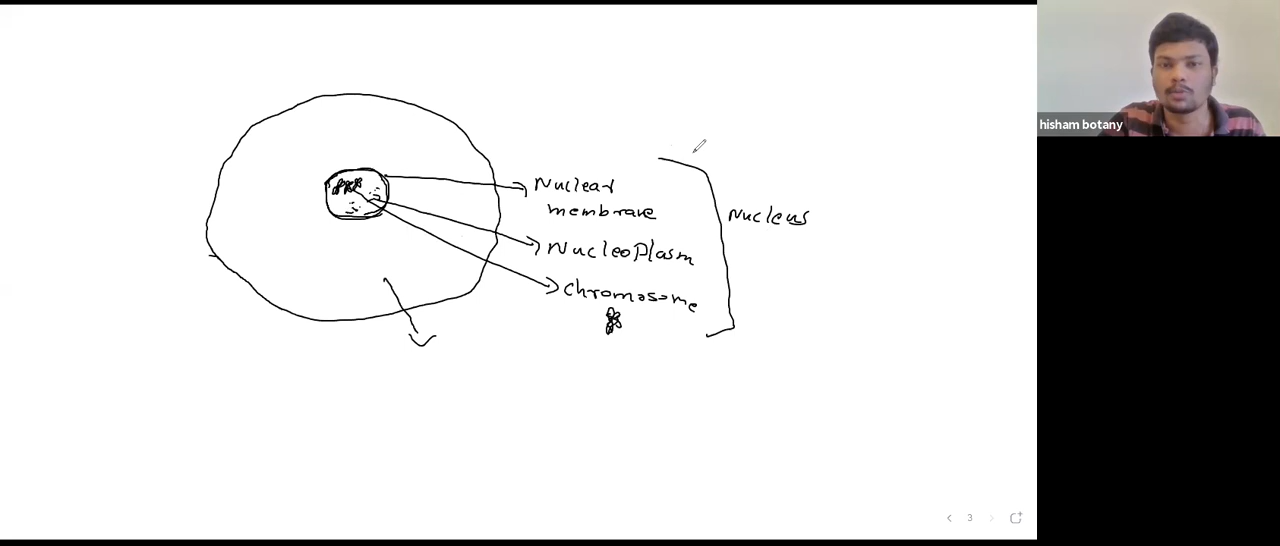 Nuclear
membrane
Nucleoplasm
chromosome
Nucleus
hisham botany
3